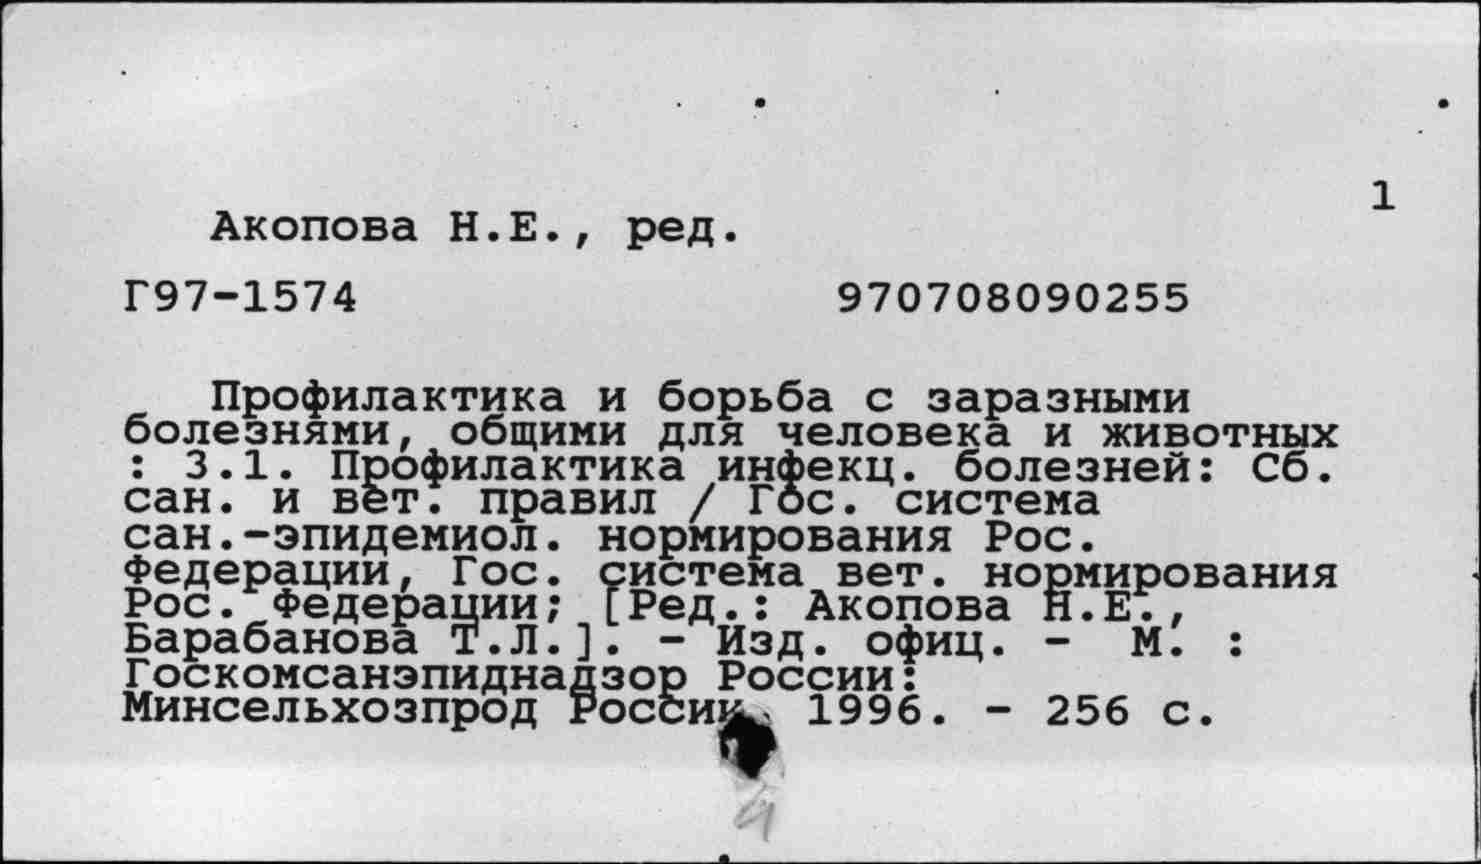 1
Акопова Н.Е., ред.
Г97-1574 970708090255
Профилактика и борьба с заразными
болезнями, общими для человека и животных
: 3.1. Профилактика инфекц. болезней: Сб.
сан. и вет. правил / Гос. система
сан.-эпидемиол. нормирования Рос.
Федерации, Гос. система вет. нормирования
Рос. Федерации; [Ред.: Акопова Н.Е.,
Барабанова Т.Л.]. - Изд. офиц. - М. :
Госкомсанэпиднадзор России:
Минсельхозпрод России, 1996. - 256 с.